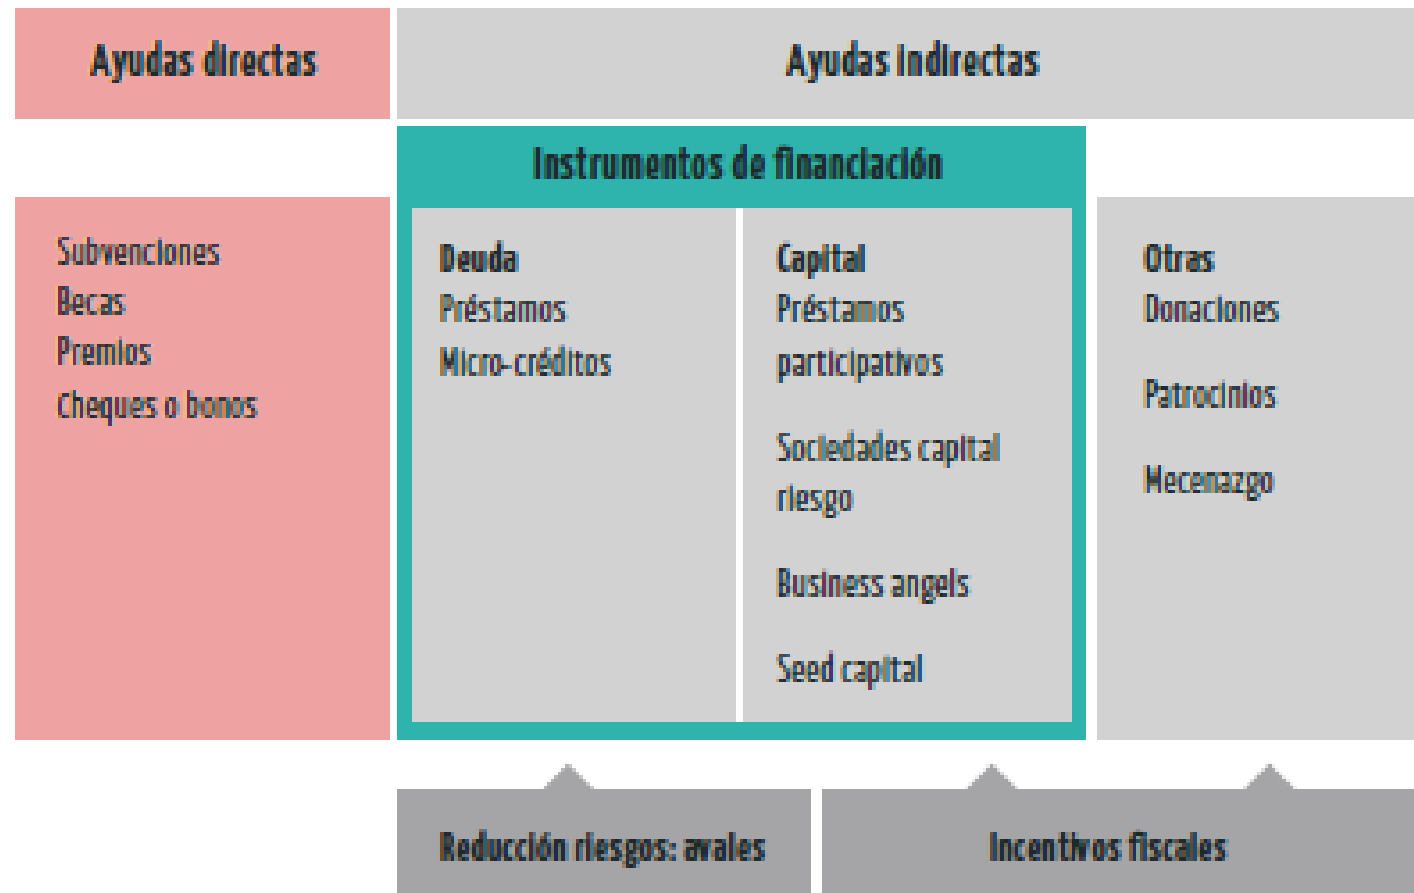 Ayudas directas
Ayudas indirectas
Instrumentos de financiación
Subvenciones
Becas
Premios
Cheques o bonos
Deuda
Préstamos
Micro-créditos
Capital
Préstamos
participativos
Sociedades capital
riesgo
Business angels
Seed capital
Otras
Donaciones
Patrocinios
Mecenazgo
Reducción riesgos: avales
Incentivos fiscales